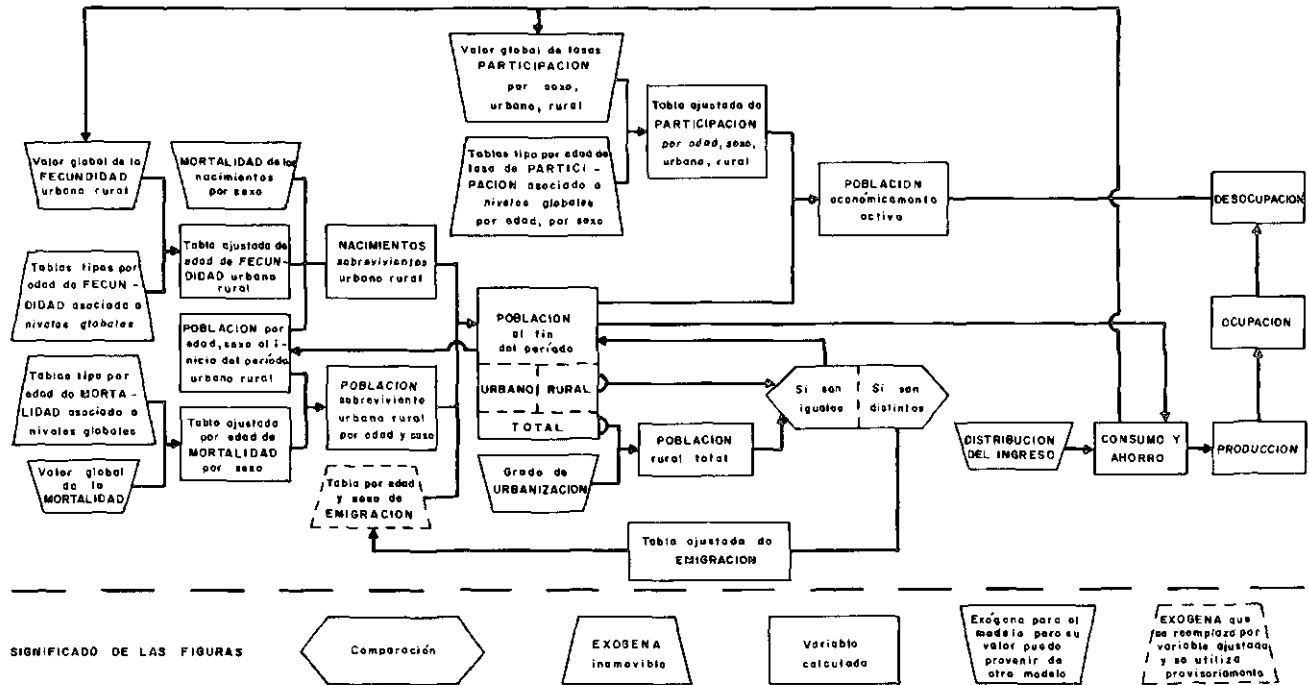 Valor global de tasas
PARTICIPACION
por sexo,
urbano, rural
Tabla ajustada de
PARTICIPACION
por edad, sexo,
urbana, rural
Tablas tipo por edad de
tasa de PARTICI-
PACION asociado a
niveles globales
por edad, por sexo
POBLACION
económicamente
activa
DESOCUPACION
OCUPACION
Valor global de la
FECUNDIDAD
urbana rural
MORTALIDAD de los
nacimientos
por sexo
Tablas tipos por
edad de FECUN-
DIDAD asociado a
niveles globales
Tabla ajustada de
edad de FECUN-
DIDAD urbana
rural
NACIMIENTOS
sobrevivientes
urbano rural
POBLACION por
edad, sexo al i-
nicio del período
urbano rural
POBLACION
al fin
del período
URBANO
RURAL
TOTAL
Tablas tipo por
edad de MORTA-
LIDAD asociado a
niveles globales
Tabla ajustada
por edad de
MORTALIDAD
por sexo
Valor global
de la
MORTALIDAD
POBLACION
sobreviviente
urbana rural
por edad y sexo
Tabla por edad
y sexo de
EMIGRACION
Grado de
URBANIZACION
POBLACION
rural total
Si son
iguales
Si son
distintos
Tabla ajustada de
EMIGRACION
DISTRIBUCION
DEL INGRESO
CONSUMO Y
AHORRO
PRODUCCION
SIGNIFICADO DE LAS FIGURAS
Comparación
EXOGENA
inamovible
Variable
calculada
Exógena para el
modelo pero su
valor puede
provenir de
otro modelo
EXOGENA que
se reemplaza por
variable ajustada
y se utiliza
provisoriamente